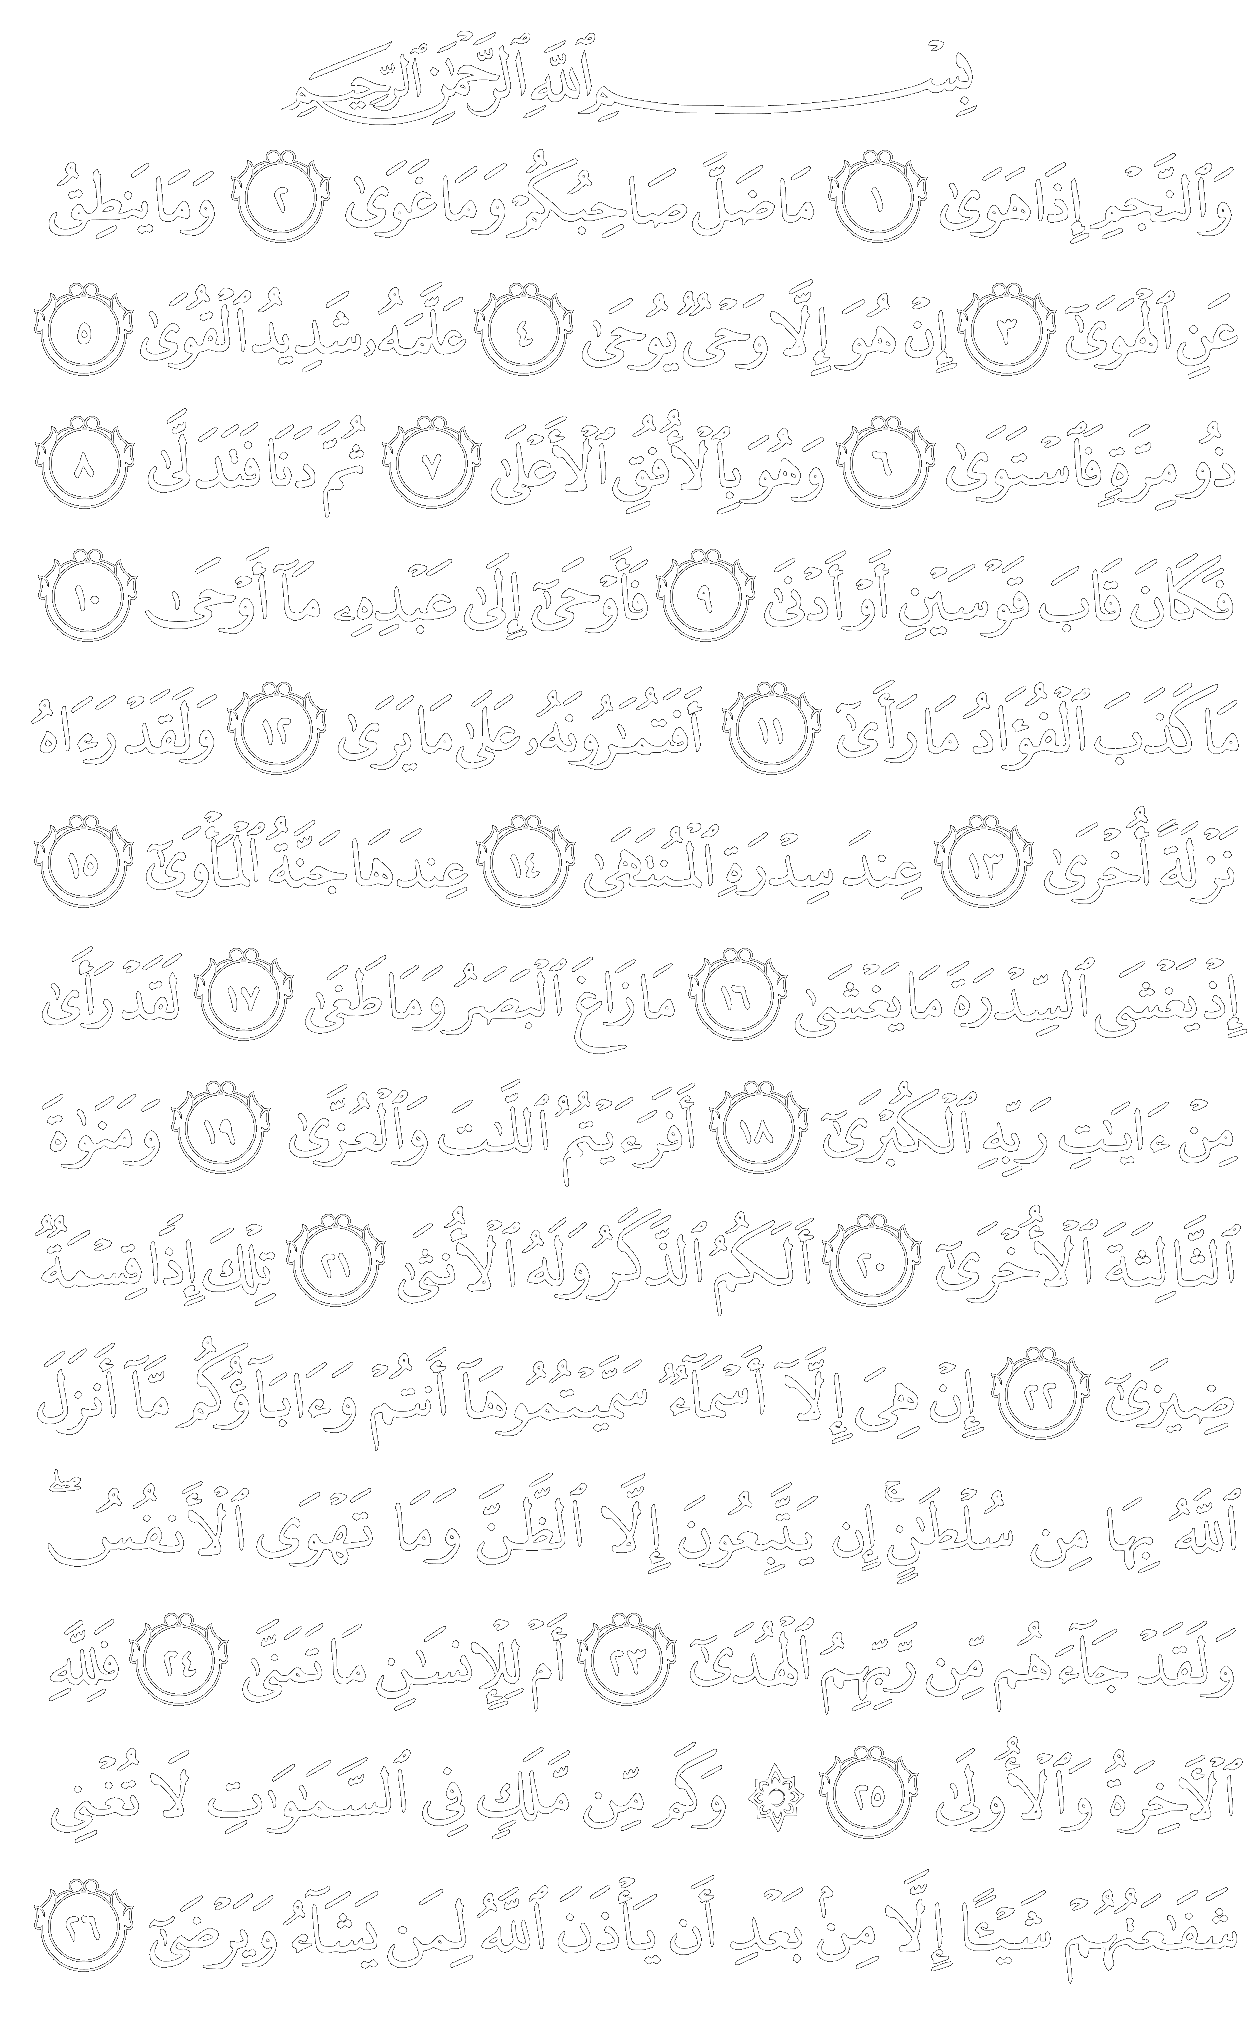 بِسْمِ ٱللَّهِ ٱلرَّحْمَٰنِ ٱلرَّحِيمِ
وَٱلنَّجْمِ إِذَا هَوَىٰ ١ مَا ضَلَّ صَاحِبُكُمْ وَمَا غَوَىٰ ٢ وَمَا يَنطِقُ
عَنِ ٱلْهَوَىٰٓ ٣ إِنْ هُوَ إِلَّا وَحْىٌ يُوحَىٰ ٤ عَلَّمَهُۥ شَدِيدُ ٱلْقُوَىٰ ٥
ذُو مِرَّةٍ فَٱسْتَوَىٰ ٦ وَهُوَ بِٱلْأُفُقِ ٱلْأَعْلَىٰ ٧ ثُمَّ دَنَا فَتَدَلَّىٰ ٨
فَكَانَ قَابَ قَوْسَيْنِ أَوْ أَدْنَىٰ ٩ فَأَوْحَىٰٓ إِلَىٰ عَبْدِهِۦ مَآ أَوْحَىٰ ١٠
مَا كَذَبَ ٱلْفُؤَادُ مَا رَأَىٰٓ ١١ أَفَتُمَٰرُونَهُۥ عَلَىٰ مَا يَرَىٰ ١٢ وَلَقَدْ رَءَاهُ
نَزْلَةً أُخْرَىٰ ١٣ عِندَ سِدْرَةِ ٱلْمُنتَهَىٰ ١٤ عِندَهَا جَنَّةُ ٱلْمَأْوَىٰٓ ١٥
إِذْ يَغْشَى ٱلسِّدْرَةَ مَا يَغْشَىٰ ١٦ مَا زَاغَ ٱلْبَصَرُ وَمَا طَغَىٰ ١٧ لَقَدْ رَأَىٰ
مِنْ ءَايَٰتِ رَبِّهِ ٱلْكُبْرَىٰٓ ١٨ أَفَرَءَيْتُمُ ٱللَّٰتَ وَٱلْعُزَّىٰ ١٩ وَمَنَوٰةَ
ٱلثَّالِثَةَ ٱلْأُخْرَىٰٓ ٢٠ أَلَكُمُ ٱلذَّكَرُ وَلَهُ ٱلْأُنثَىٰ ٢١ تِلْكَ إِذًا قِسْمَةٌ
ضِيزَىٰٓ ٢٢ إِنْ هِىَ إِلَّآ أَسْمَآءٌ سَمَّيْتُمُوهَآ أَنتُمْ وَءَابَآؤُكُم مَّآ أَنزَلَ
ٱللَّهُ بِهَا مِن سُلْطَٰنٍ ۚ إِن يَتَّبِعُونَ إِلَّا ٱلظَّنَّ وَمَا تَهْوَى ٱلْأَنفُسُ ۖ
وَلَقَدْ جَآءَهُم مِّن رَّبِّهِمُ ٱلْهُدَىٰٓ ٢٣ أَمْ لِلْإِنسَٰنِ مَا تَمَنَّىٰ ٢٤ فَلِلَّهِ
ٱلْـَٔاخِرَةُ وَٱلْأُولَىٰ ٢٥ ۞ وَكَم مِّن مَّلَكٍ فِى ٱلسَّمَٰوَٰتِ لَا تُغْنِى
شَفَٰعَتُهُمْ شَيْـًٔا إِلَّا مِنۢ بَعْدِ أَن يَأْذَنَ ٱللَّهُ لِمَن يَشَآءُ وَيَرْضَىٰٓ ٢٦